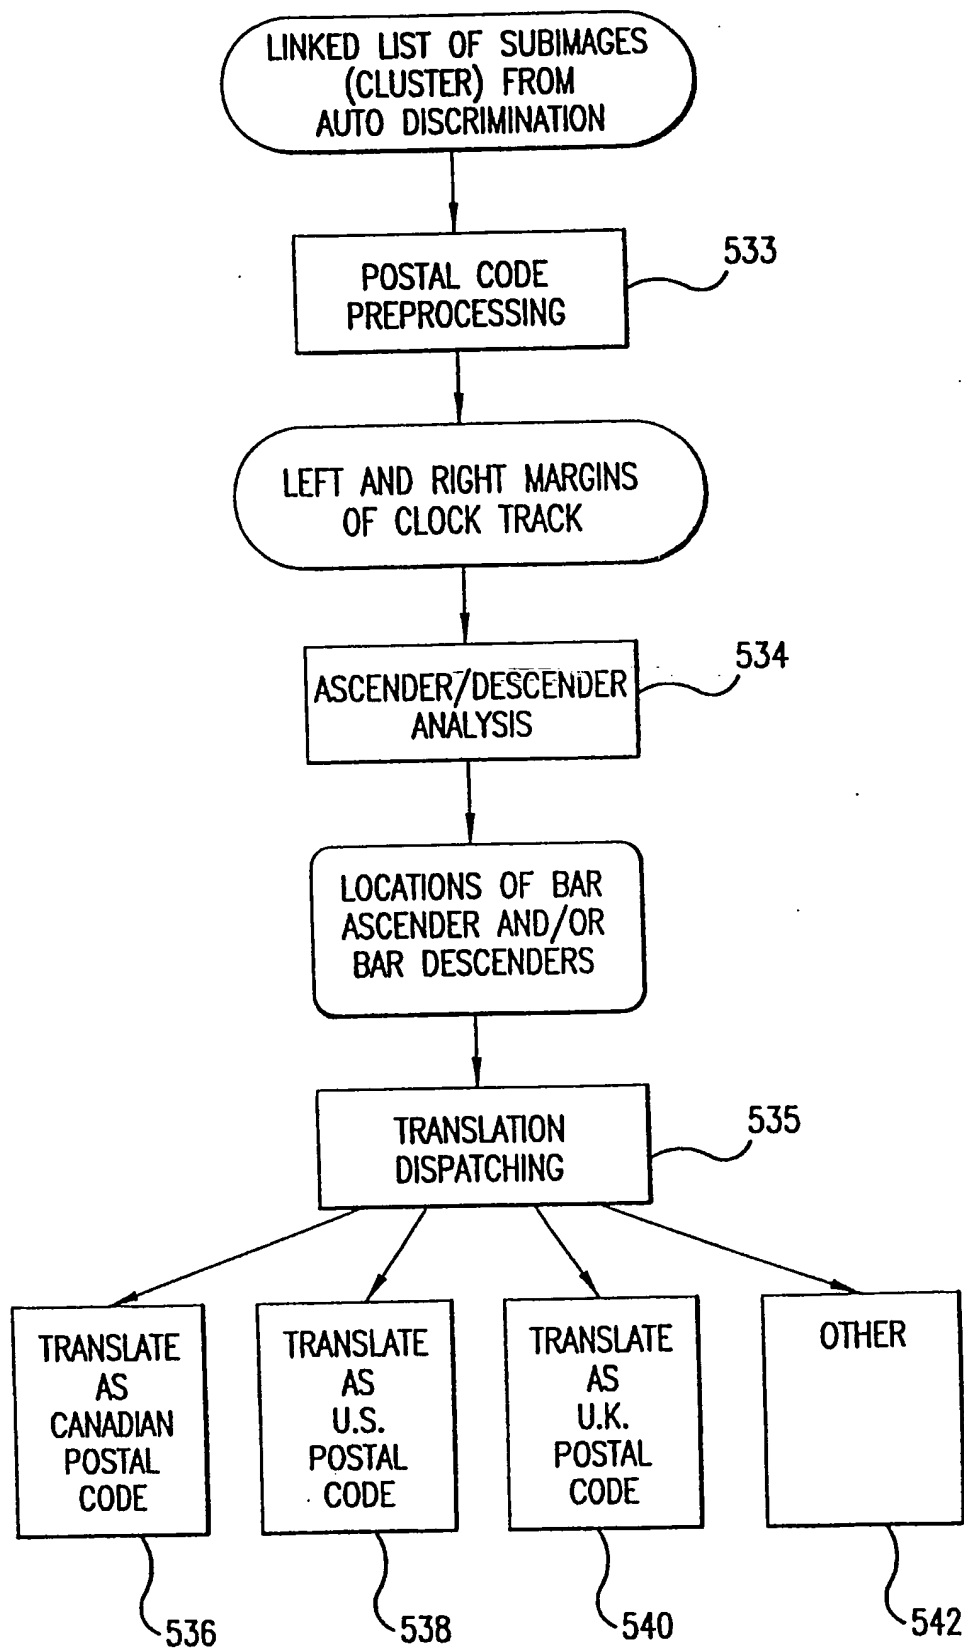 LINKED LIST OF SUBIMAGES
(CLUSTER) FROM
AUTO DISCRIMINATION
533
POSTAL CODE
PREPROCESSING
LEFT AND RIGHT MARGINS
OF CLOCK TRACK
534
ASCENDER/DESCENDER
ANALYSIS
LOCATIONS OF BAR
ASCENDER AND/OR
BAR DESCENDERS
535
TRANSLATION
DISPATCHING
TRANSLATE
AS
CANADIAN
POSTAL
CODE
536
TRANSLATE
AS
U.S.
POSTAL
CODE
538
TRANSLATE
AS
U.K.
POSTAL
CODE
540
OTHER
542